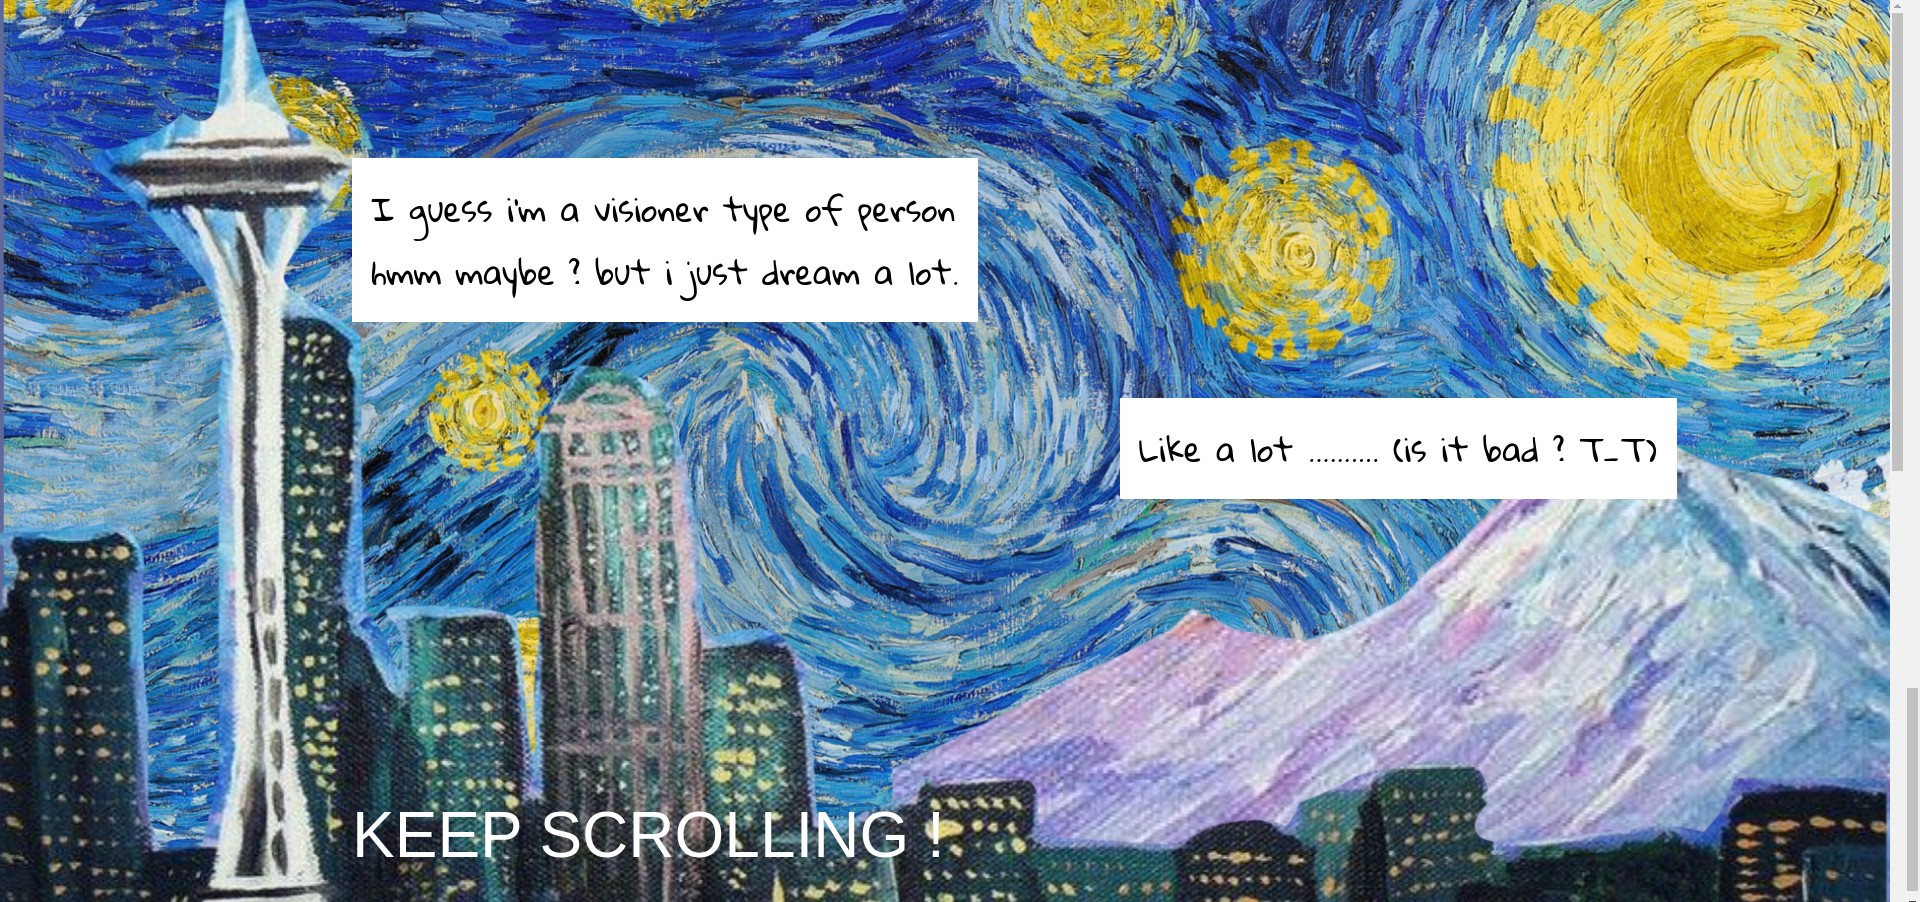 I guess i'm a visioner type of person
hmm maybe ? but i just dream a lot.
Like a lot .......... (is it bad ? T_T)
KEEP SCROLLING !